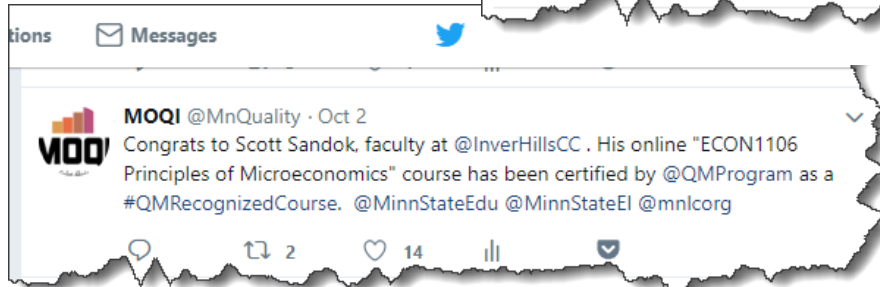 tions Messages
MOQI @MnQuality · Oct 2
MOQI
Congrats to Scott Sandok, faculty at @InverHillsCC . His online "ECON1106
Principles of Microeconomics" course has been certified by @QMProgram as a
#QMRecognizedCourse. @MinnStateEdu @MinnStateEI @mnlcorg
2 14